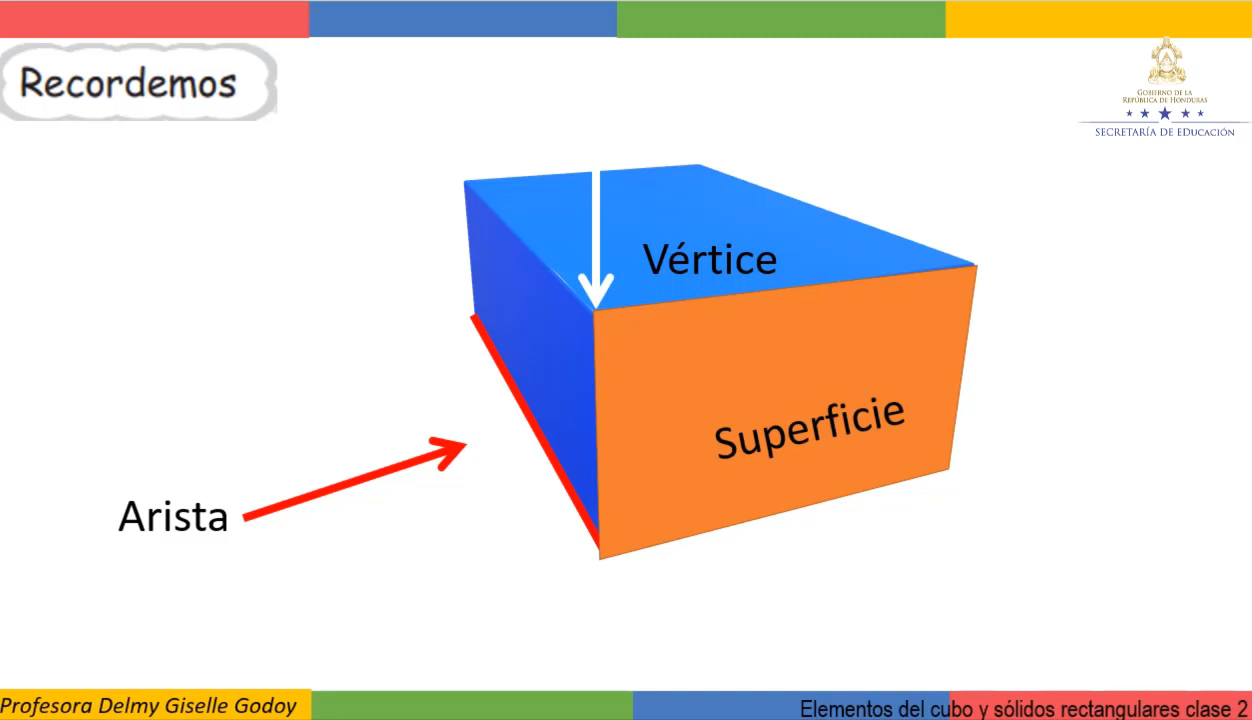 Recordemos
GOBIERNO DE LA
REPÚBLICA DE HONDURAS
SECRETARÍA DE EDUCACIÓN
Vértice
Superficie
Arista
Profesora Delmy Giselle Godoy
Elementos del cubo y sólidos rectangulares clase 2